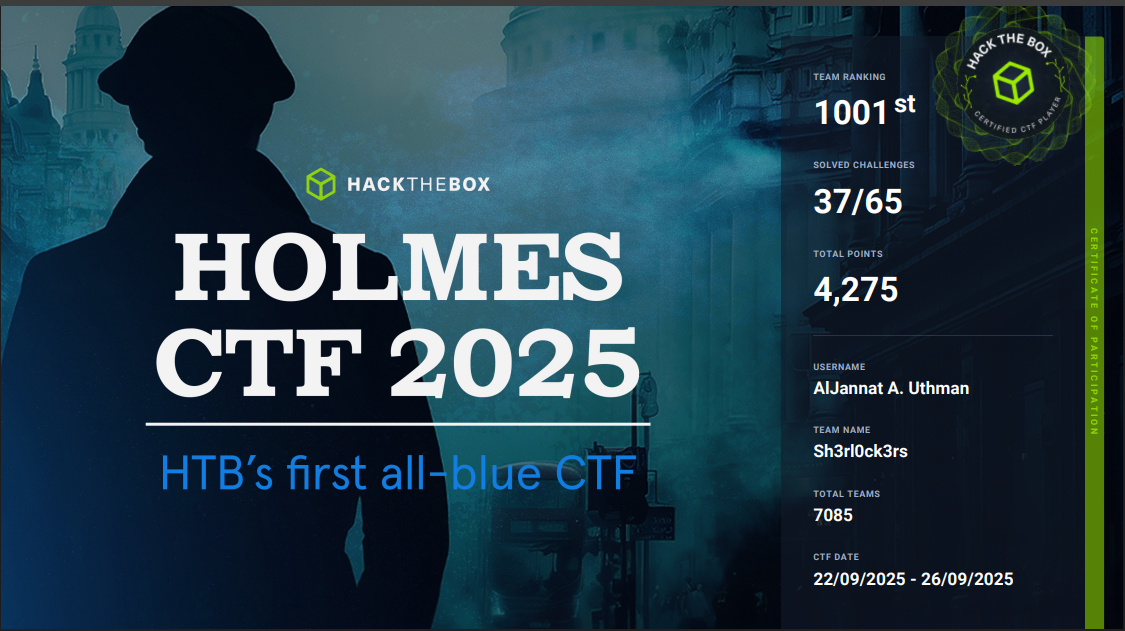 HACKTHEBOX
HOLMES
CTF 2025
HTB's first all-blue CTF
TEAM RANKING
1001 st
SOLVED CHALLENGES
37/65
TOTAL POINTS
4,275
USERNAME
AlJannat A. Uthman
TEAM NAME
Sh3rl0ck3rs
TOTAL TEAMS
7085
CTF DATE
22/09/2025 - 26/09/2025
HACK THE BOX
CERTIFIED CTF PLAYER
CERTIFICATE OF PARTICIPATION